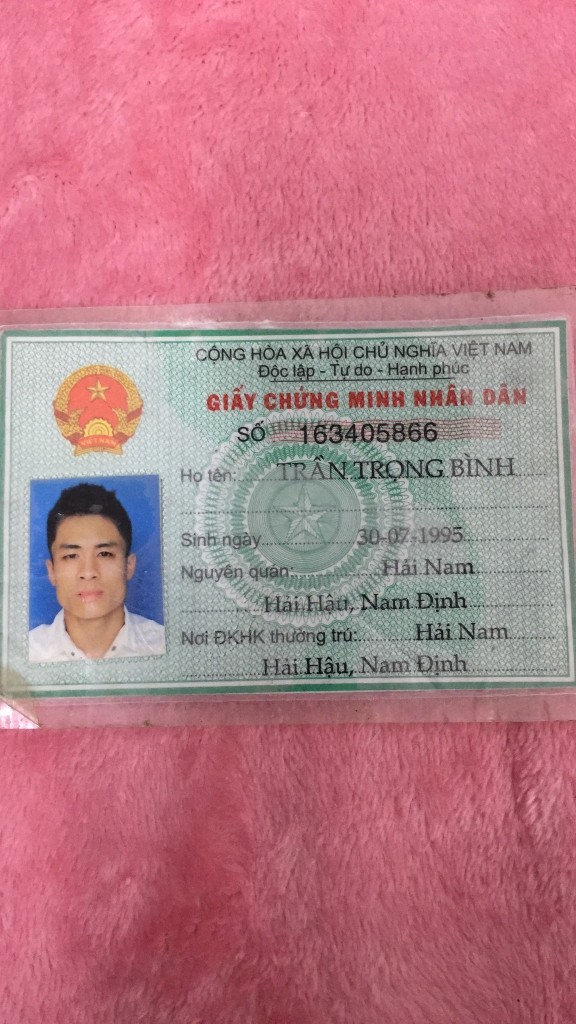 CỘNG HÒA XÃ HỘI CHỦ NGHĨA VIỆT NAM
Độc lập - Tự do - Hạnh phúc
GIẤY CHỨNG MINH NHÂN DÂN
SỐ 163405866
Họ tên: TRẦN TRỌNG BÌNH
Sinh ngày 30-07-1995
Nguyên quán: Hải Nam
Hải Hậu, Nam Định
Nơi ĐKHK thường trú: Hải Nam
Hải Hậu, Nam Định
VIỆT NAM